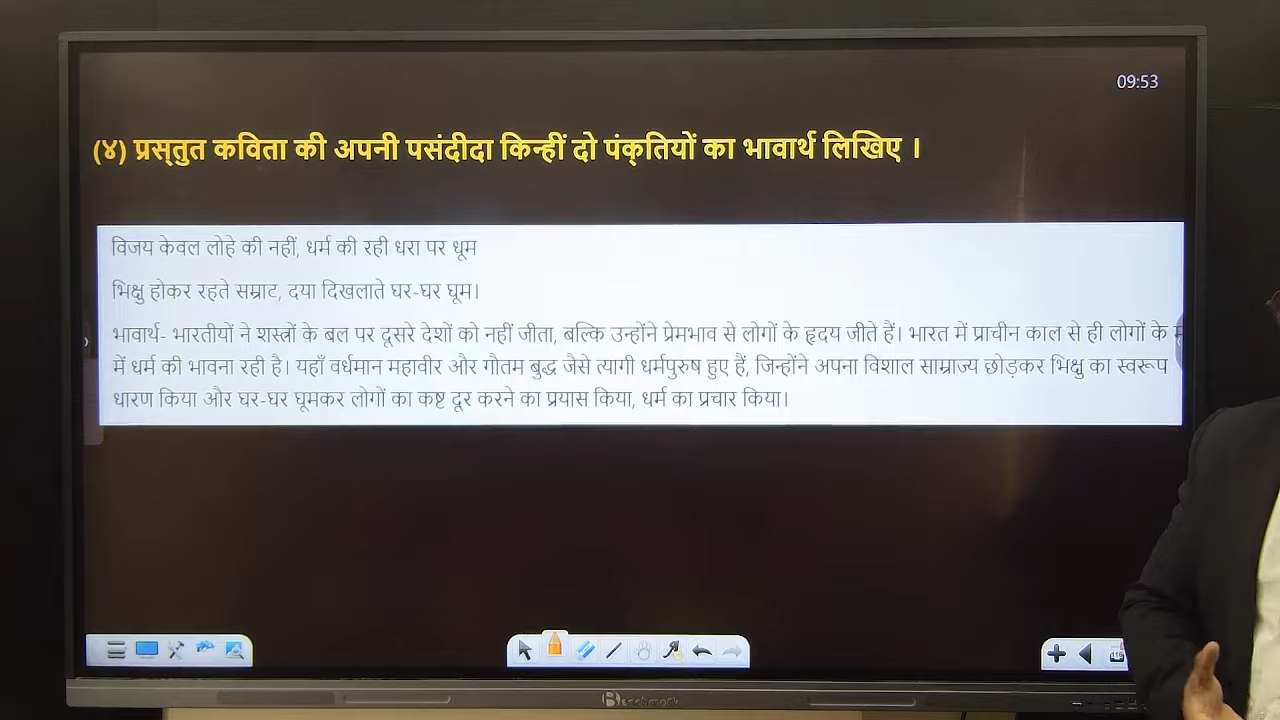 09:53
(४) प्रस्तुत कविता की अपनी पसंदीदा किन्हीं दो पंक्तियों का भावार्थ लिखिए ।
विजय केवल लोहे की नहीं, धर्म की रही धरा पर धूम
भिक्षु होकर रहते सम्राट, दया दिखलाते घर-घर घूम।
भावार्थ- भारतीयों ने शस्त्रों के बल पर दूसरे देशों को नहीं जीता, बल्कि उन्होंने प्रेमभाव से लोगों के हृदय जीते हैं। भारत में प्राचीन काल से ही लोगों के
में धर्म की भावना रही है। यहाँ वर्धमान महावीर और गौतम बुद्ध जैसे त्यागी धर्मपुरुष हुए हैं, जिन्होंने अपना विशाल साम्राज्य छोड़कर भिक्षु का स्वरूप
धारण किया और घर-घर घूमकर लोगों का कष्ट दूर करने का प्रयास किया, धर्म का प्रचार किया।
Benchmark